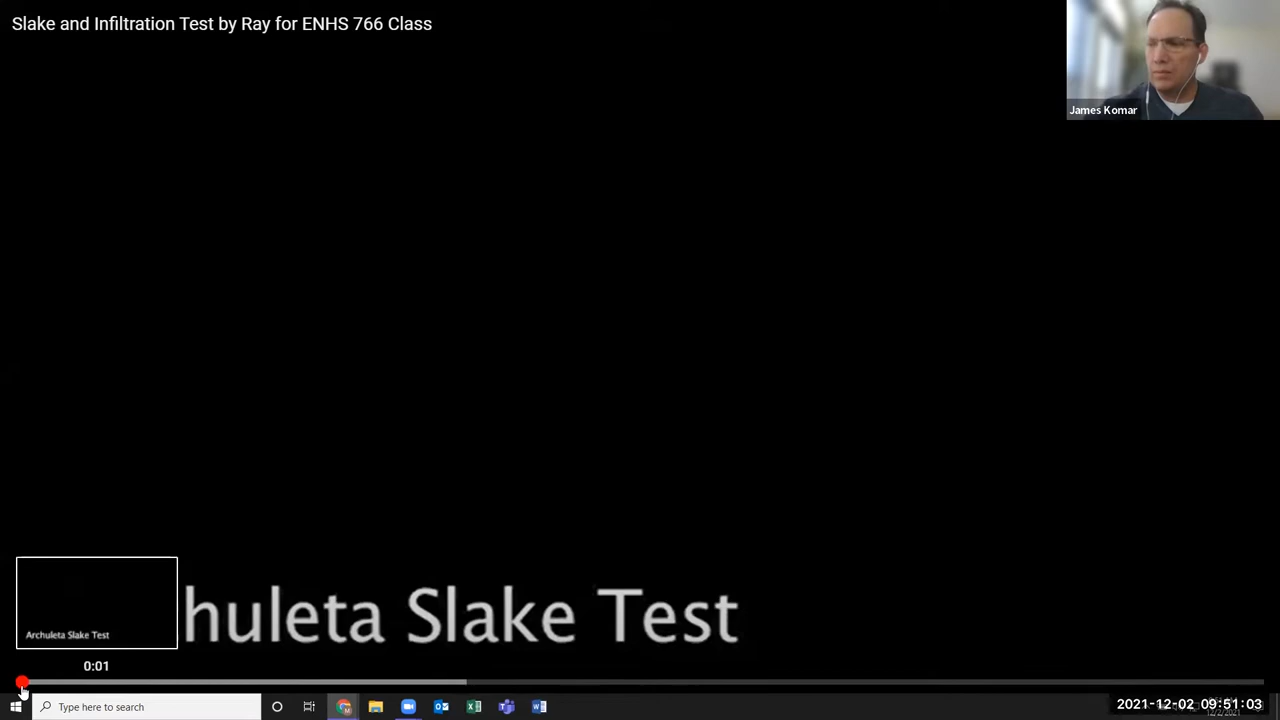 Slake and Infiltration Test by Ray for ENHS 766 Class
James Komar
Archuleta Slake Test
huleta Slake Test
0:01
Type here to search
2021-12-02 09:51:03